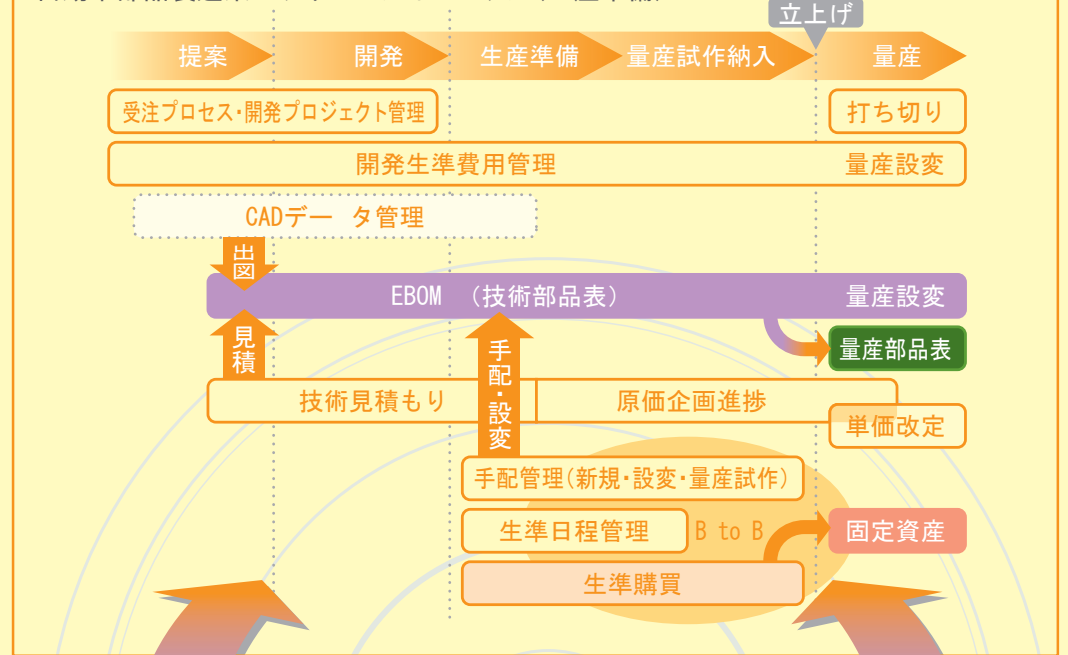 立上げ
提案
開発
生産準備
量産試作納入
量産
受注プロセス・開発プロジェクト管理
打ち切り
開発生準費用管理
量産設変
CADデー タ管理
出図
EBOM (技術部品表)
量産設変
見積
手配・設変
量産部品表
技術見積もり
原価企画進捗
単価改定
手配管理(新規・設変・量産試作)
生準日程管理
B to B
固定資産
生準購買